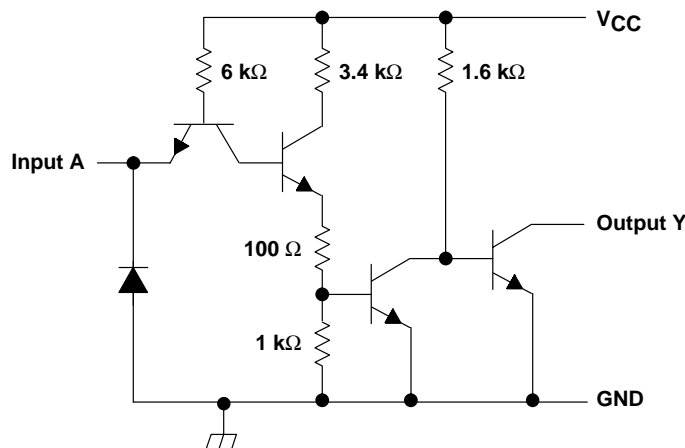 VCC
6 kΩ
3.4 kΩ
1.6 kΩ
Input A
Output Y
100 Ω
1 kΩ
GND